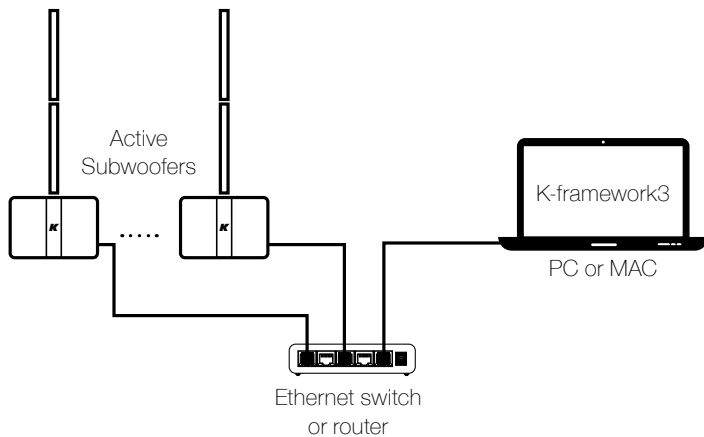 Active
Subwoofers
K
K
K-framework3
PC or MAC
Ethernet switch
or router